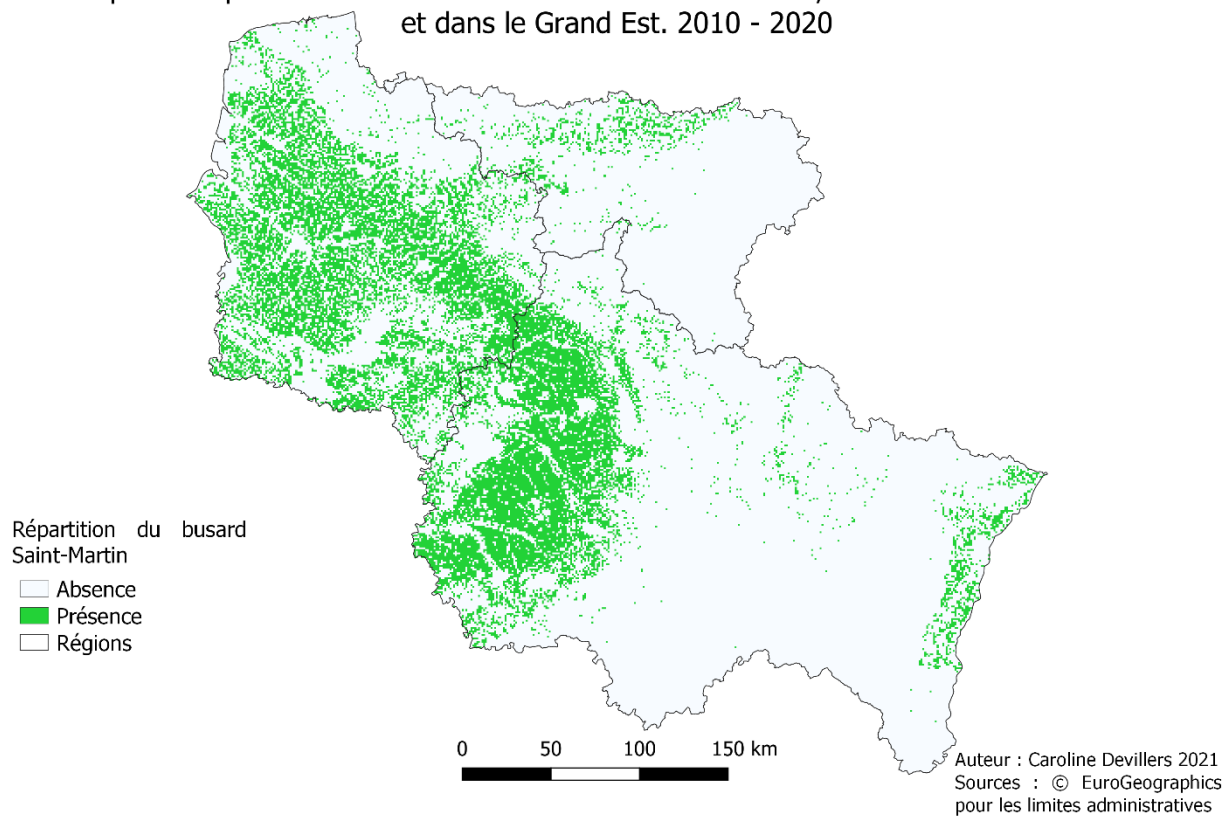 et dans le Grand Est. 2010 - 2020
Répartition du busard
Saint-Martin
Absence
Présence
Régions
0 50 100 150 km
Auteur : Caroline Devillers 2021
Sources : © EuroGeographics
pour les limites administratives